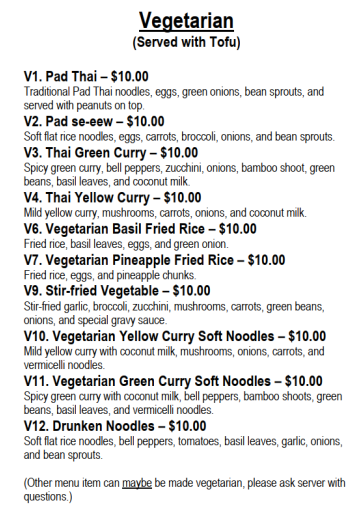 Vegetarian
(Served with Tofu)
V1. Pad Thai – $10.00
Traditional Pad Thai noodles, eggs, green onions, bean sprouts, and
served with peanuts on top.
V2. Pad se-eew – $10.00
Soft flat rice noodles, eggs, carrots, broccoli, onions, and bean sprouts.
V3. Thai Green Curry – $10.00
Spicy green curry, bell peppers, zucchini, onions, bamboo shoot, green
beans, basil leaves, and coconut milk.
V4. Thai Yellow Curry – $10.00
Mild yellow curry, mushrooms, carrots, onions, and coconut milk.
V6. Vegetarian Basil Fried Rice – $10.00
Fried rice, basil leaves, eggs, and green onion.
V7. Vegetarian Pineapple Fried Rice – $10.00
Fried rice, eggs, and pineapple chunks.
V9. Stir-fried Vegetable – $10.00
Stir-fried garlic, broccoli, zucchini, mushrooms, carrots, green beans,
onions, and special gravy sauce.
V10. Vegetarian Yellow Curry Soft Noodles – $10.00
Mild yellow curry with coconut milk, mushrooms, onions, carrots, and
vermicelli noodles.
V11. Vegetarian Green Curry Soft Noodles – $10.00
Spicy green curry with coconut milk, bell peppers, bamboo shoots, green
beans, basil leaves, and vermicelli noodles.
V12. Drunken Noodles – $10.00
Soft flat rice noodles, bell peppers, tomatoes, basil leaves, garlic, onions,
and bean sprouts.
(Other menu item can maybe be made vegetarian, please ask server with
questions.)